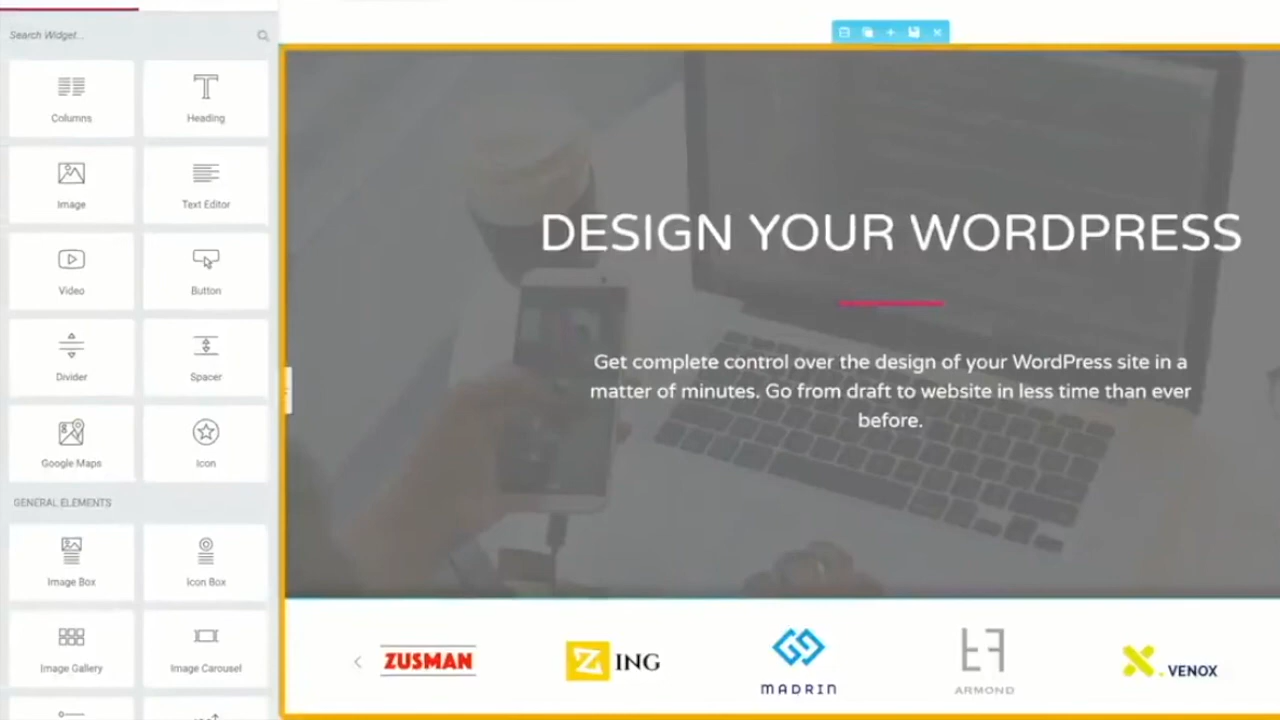 Search Widget...
Columns
Heading
Image
Text Editor
Video
Button
Divider
Spacer
Google Maps
Icon
GENERAL ELEMENTS
Image Box
Icon Box
Image Gallery
Image Carousel
DESIGN YOUR WORDPRESS
Get complete control over the design of your WordPress site in a
matter of minutes. Go from draft to website in less time than ever
before.
ZUSMAN
Z ING
MADRIN
ARMOND
X. VENOX